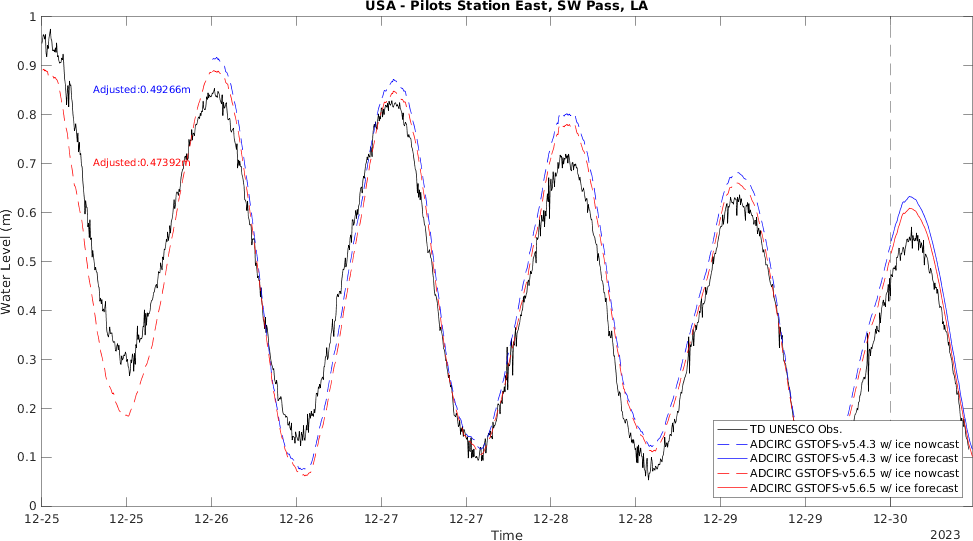 USA - Pilots Station East, SW Pass, LA
1
0.9
0.8
0.7
0.6
0.5
0.4
0.3
0.2
0.1
0
Water Level (m)
Adjusted:0.49266m
Adjusted:0.47392m
TD UNESCO Obs.
ADCIRC GSTOFS-v5.4.3 w/ ice nowcast
ADCIRC GSTOFS-v5.4.3 w/ ice forecast
ADCIRC GSTOFS-v5.6.5 w/ ice nowcast
ADCIRC GSTOFS-v5.6.5 w/ ice forecast
12-25 12-25 12-26 12-26 12-27 12-27 12-28 12-28 12-29 12-29 12-30
Time
2023